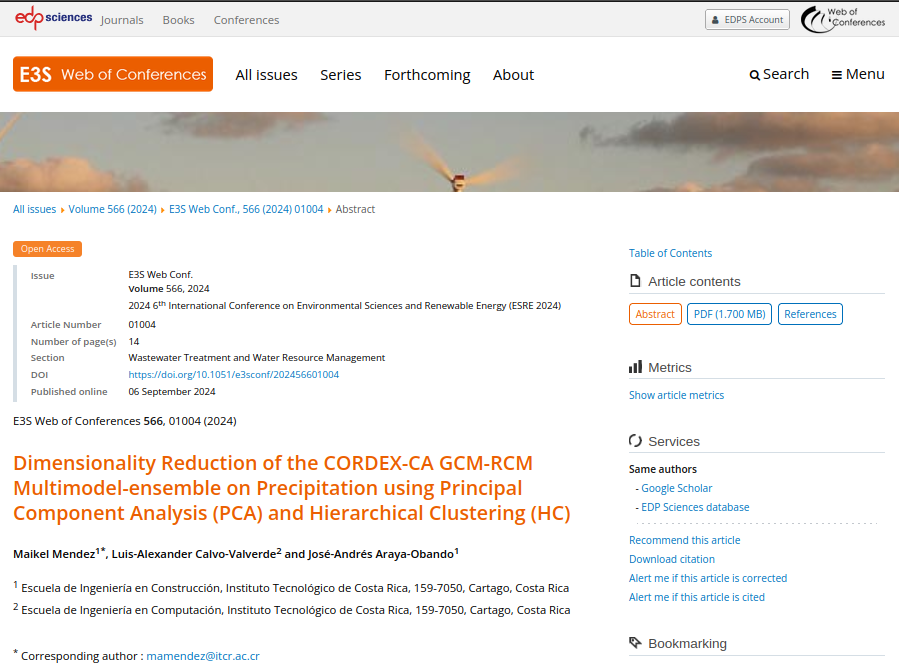 edp sciences Journals Books Conferences EDPS Account Web of Conferences
E3S Web of Conferences All issues Series Forthcoming About Search Menu
All issues Volume 566 (2024) E3S Web Conf., 566 (2024) 01004 Abstract
Open Access
Issue E3S Web Conf.
Volume 566, 2024
2024 6th International Conference on Environmental Sciences and Renewable Energy (ESRE 2024)
Article Number 01004
Number of page(s) 14
Section Wastewater Treatment and Water Resource Management
DOI https://doi.org/10.1051/e3sconf/202456601004
Published online 06 September 2024
E3S Web of Conferences 566, 01004 (2024)
Dimensionality Reduction of the CORDEX-CA GCM-RCM
Multimodel-ensemble on Precipitation using Principal
Component Analysis (PCA) and Hierarchical Clustering (HC)
Maikel Mendez1*, Luis-Alexander Calvo-Valverde2 and José-Andrés Araya-Obando1
1 Escuela de Ingeniería en Construcción, Instituto Tecnológico de Costa Rica, 159-7050, Cartago, Costa Rica
2 Escuela de Ingeniería en Computación, Instituto Tecnológico de Costa Rica, 159-7050, Cartago, Costa Rica
* Corresponding author : mamendez@itcr.ac.cr
Table of Contents
Article contents
Abstract PDF (1.700 MB) References
Metrics
Show article metrics
Services
Same authors
- Google Scholar
- EDP Sciences database
Recommend this article
Download citation
Alert me if this article is corrected
Alert me if this article is cited
Bookmarking